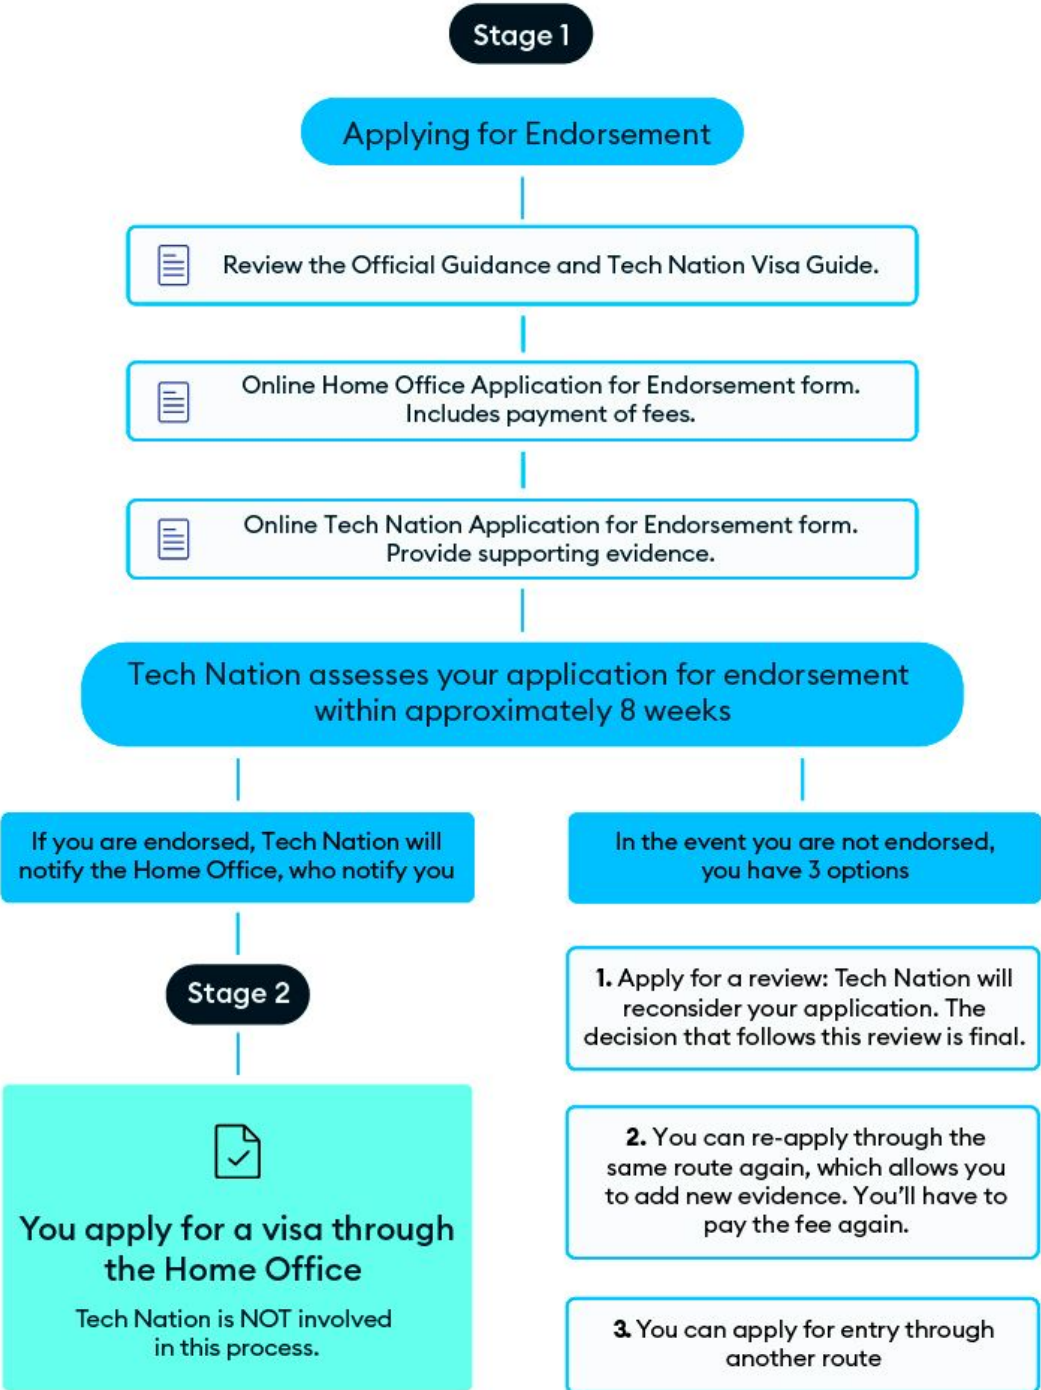 Stage 1
Applying for Endorsement
Review the Official Guidance and Tech Nation Visa Guide.
Online Home Office Application for Endorsement form.
Includes payment of fees.
Online Tech Nation Application for Endorsement form.
Provide supporting evidence.
Tech Nation assesses your application for endorsement
within approximately 8 weeks
If you are endorsed, Tech Nation will
notify the Home Office, who notify you
Stage 2
You apply for a visa through
the Home Office
Tech Nation is NOT involved
in this process.
In the event you are not endorsed,
you have 3 options
1. Apply for a review: Tech Nation will
reconsider your application. The
decision that follows this review is final.
2. You can re-apply through the
same route again, which allows you
to add new evidence. You'll have to
pay the fee again.
3. You can apply for entry through
another route